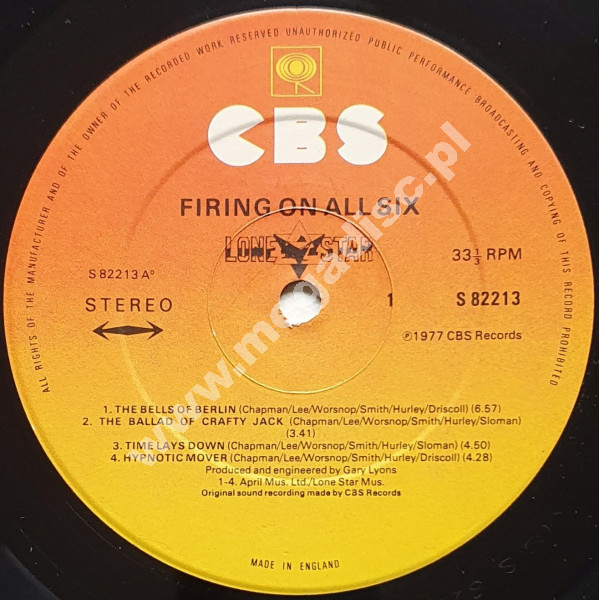 ALL RIGHTS OF THE MANUFACTURER AND OF THE OWNER OF THE RECORDED WORK RESERVED UNAUTHORIZED PUBLIC PERFORMANCE BROADCASTING AND COPYING OF THIS RECORD PROHIBITED
CBS
FIRING ON ALL SIX
LONE STAR
33⅓ RPM
S 82213 A°
STEREO
1
S 82213
℗1977 CBS Records
1. THE BELLS OF BERLIN (Chapman/Lee/Worsnop/Smith/Hurley/Driscoll) (6.57)
2. THE BALLAD OF CRAFTY JACK (Chapman/Lee/Worsnop/Smith/Hurley/Sloman)
(3.41)
3. TIME LAYS DOWN (Chapman/Lee/Worsnop/Smith/Hurley/Sloman) (4.50)
4. HYPNOTIC MOVER (Chapman/Lee/Worsnop/Smith/Hurley) (4.28)
Produced and engineered by Gary Lyons
1-4. April Mus. Ltd./Lone Star Mus.
Original sound recording made by CBS Records
MADE IN ENGLAND
www.megadisc.pl